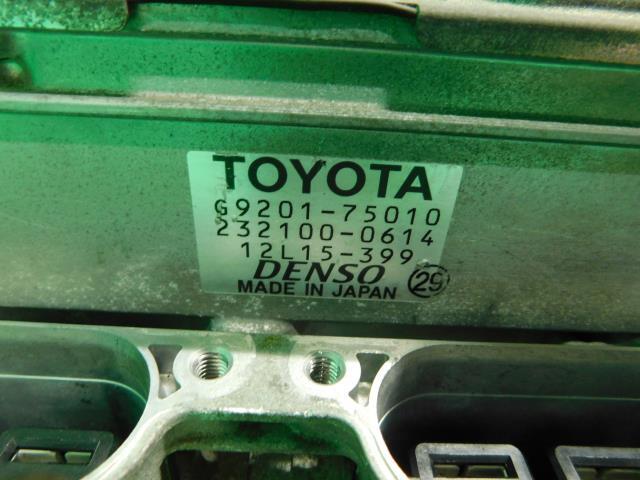 TOYOTA
G9201-75010
232100-0614
12L15-399
DENSO
MADE IN JAPAN 29